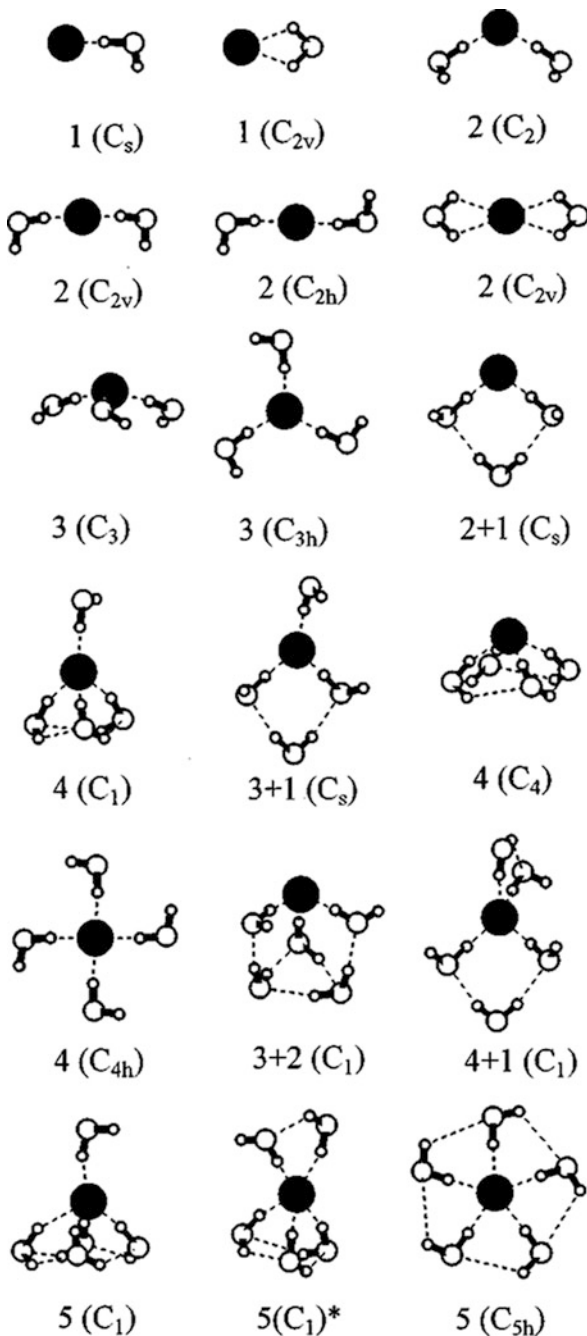 1 (Cs) 1 (C2v) 2 (C2)
2 (C2v) 2 (C2h) 2 (C2v)
3 (C3) 3 (C3h) 2+1 (Cs)
4 (C1) 3+1 (Cs) 4 (C4)
4 (C4h) 3+2 (C1) 4+1 (C1)
5 (C1) 5(C1)* 5 (C5h)